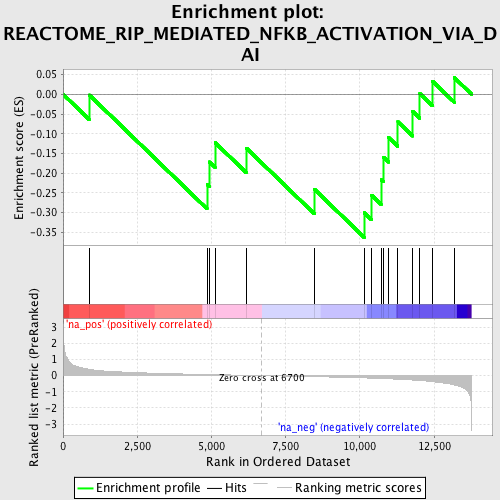 Enrichment plot:
REACTOME_RIP_MEDIATED_NFKB_ACTIVATION_VIA_D
AI
Enrichment score (ES)
0.05
0.00
-0.05
-0.10
-0.15
-0.20
-0.25
-0.30
-0.35
'na_pos' (positively correlated)
Ranked list metric (PreRanked)
3
2
1
0
-1
-2
-3
Zero cross at 6700
'na_neg' (negatively correlated)
0 2,500 5,000 7,500 10,000 12,500
Rank in Ordered Dataset
Enrichment profile Hits Ranking metric scores